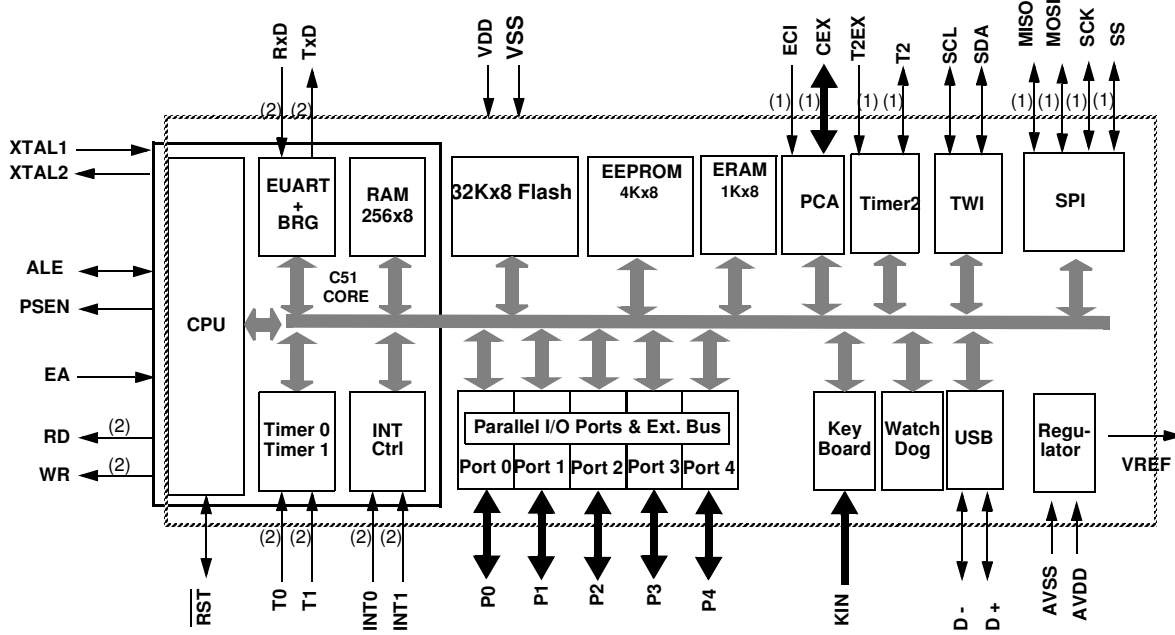 RxD
TxD
VDD
VSS
ECI
CEX
T2EX
T2
SCL
SDA
MISO
MOSI
SCK
SS
(2)
(2)
(1)
(1)
(1)
(1)
(1)
(1)
(1)
(1)
XTAL1
XTAL2
ALE
PSEN
EA
RD
(2)
WR
(2)
CPU
EUART
+
BRG
RAM
256x8
C51
CORE
32Kx8 Flash
EEPROM
4Kx8
ERAM
1Kx8
PCA
Timer2
TWI
SPI
Timer 0
Timer 1
INT
Ctrl
Parallel I/O Ports & Ext. Bus
Port 0
Port 1
Port 2
Port 3
Port 4
Key
Board
Watch
Dog
USB
Regu-
lator
VREF
(2)
(2)
(2)
(2)
RST
T0
T1
INT0
INT1
P0
P1
P2
P3
P4
KIN
D -
D +
AVSS
AVDD